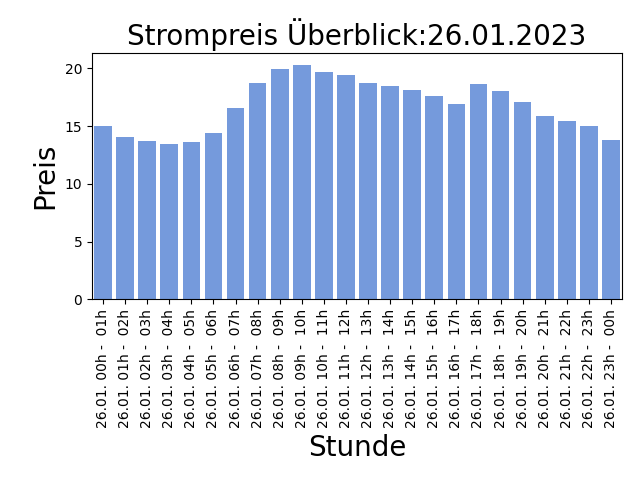 Strompreis Überblick:26.01.2023
Preis
20
15
10
5
0
26.01. 00h -  01h
26.01. 01h -  02h
26.01. 02h -  03h
26.01. 03h -  04h
26.01. 04h -  05h
26.01. 05h -  06h
26.01. 06h -  07h
26.01. 07h -  08h
26.01. 08h -  09h
26.01. 09h -  10h
26.01. 10h -  11h
26.01. 11h -  12h
26.01. 12h -  13h
26.01. 13h -  14h
26.01. 14h -  15h
26.01. 15h -  16h
26.01. 16h -  17h
26.01. 17h -  18h
26.01. 18h -  19h
26.01. 19h -  20h
26.01. 20h -  21h
26.01. 21h -  22h
26.01. 22h -  23h
26.01. 23h -  00h
Stunde